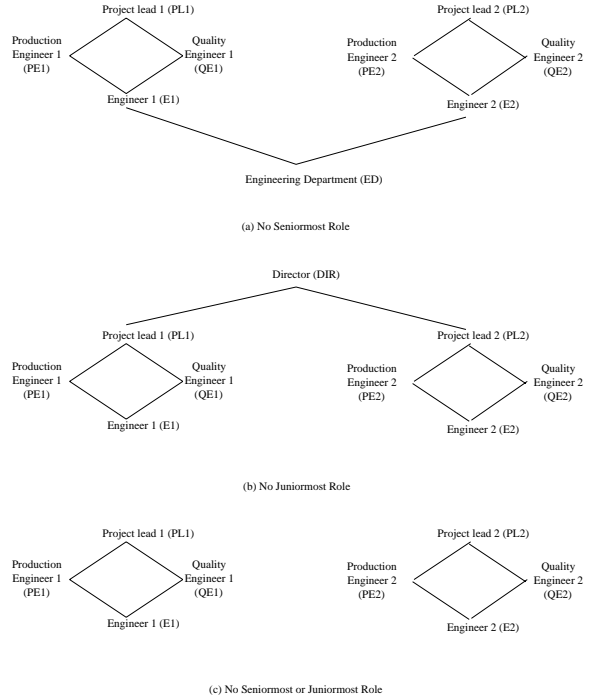 Project lead 1 (PL1)
Project lead 2 (PL2)
Production
Engineer 1
(PE1)
Quality
Engineer 1
(QE1)
Production
Engineer 2
(PE2)
Quality
Engineer 2
(QE2)
Engineer 1 (E1)
Engineer 2 (E2)
Engineering Department (ED)
(a) No Seniormost Role
Director (DIR)
Project lead 1 (PL1)
Project lead 2 (PL2)
Production
Engineer 1
(PE1)
Quality
Engineer 1
(QE1)
Production
Engineer 2
(PE2)
Quality
Engineer 2
(QE2)
Engineer 1 (E1)
Engineer 2 (E2)
(b) No Juniormost Role
Project lead 1 (PL1)
Project lead 2 (PL2)
Production
Engineer 1
(PE1)
Quality
Engineer 1
(QE1)
Production
Engineer 2
(PE2)
Quality
Engineer 2
(QE2)
Engineer 1 (E1)
Engineer 2 (E2)
(c) No Seniormost or Juniormost Role